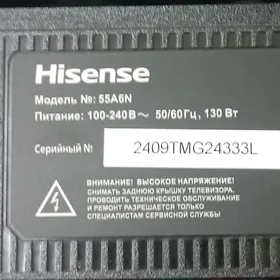 Hisense
Модель №: 55A6N
Питание: 100-240В～ 50/60Гц, 130 Вт
Серийный №: 2409TMG24333L
ВНИМАНИЕ! ВЫСОКОЕ НАПРЯЖЕНИЕ!
СНИМАТЬ ЗАДНЮЮ КРЫШКУ ТЕЛЕВИЗОРА,
ПРОВОДИТЬ ТЕХНИЧЕСКОЕ ОБСЛУЖИВАНИЕ
И РЕМОНТ РАЗРЕШАЕТСЯ ТОЛЬКО
СПЕЦИАЛИСТАМ СЕРВИСНОЙ СЛУЖБЫ